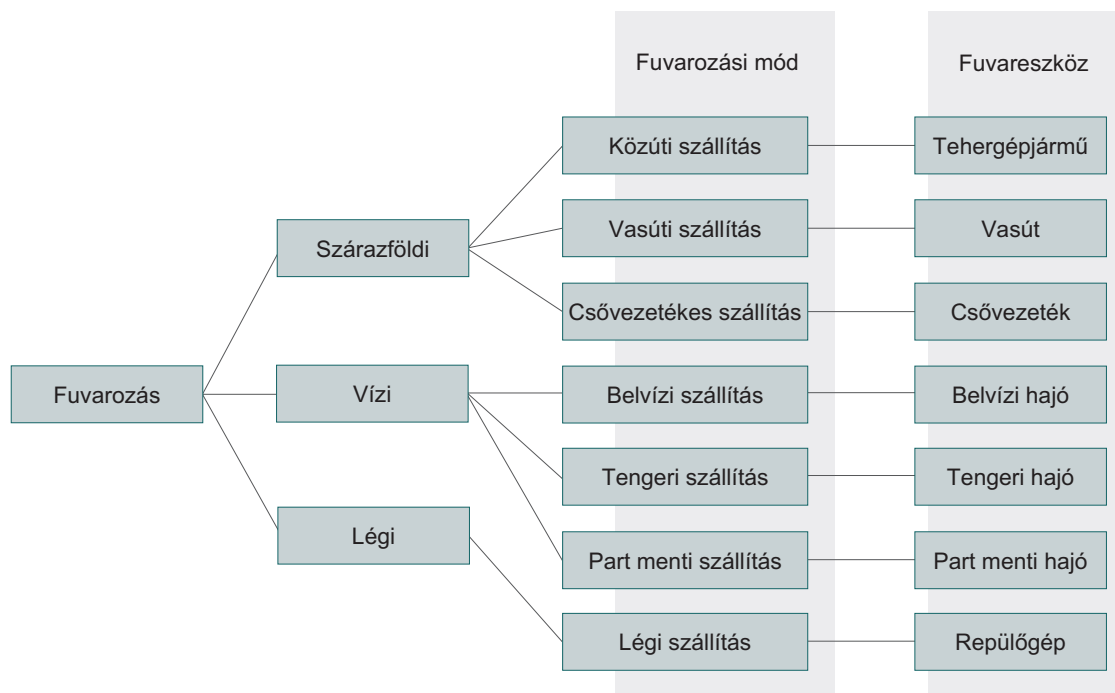 Fuvarozási mód
Fuvareszköz
Közúti szállítás
Tehergépjármű
Szárazföldi
Vasúti szállítás
Vasút
Csővezetékes szállítás
Csővezeték
Fuvarozás
Vízi
Belvízi szállítás
Belvízi hajó
Tengeri szállítás
Tengeri hajó
Légi
Part menti szállítás
Part menti hajó
Légi szállítás
Repülőgép